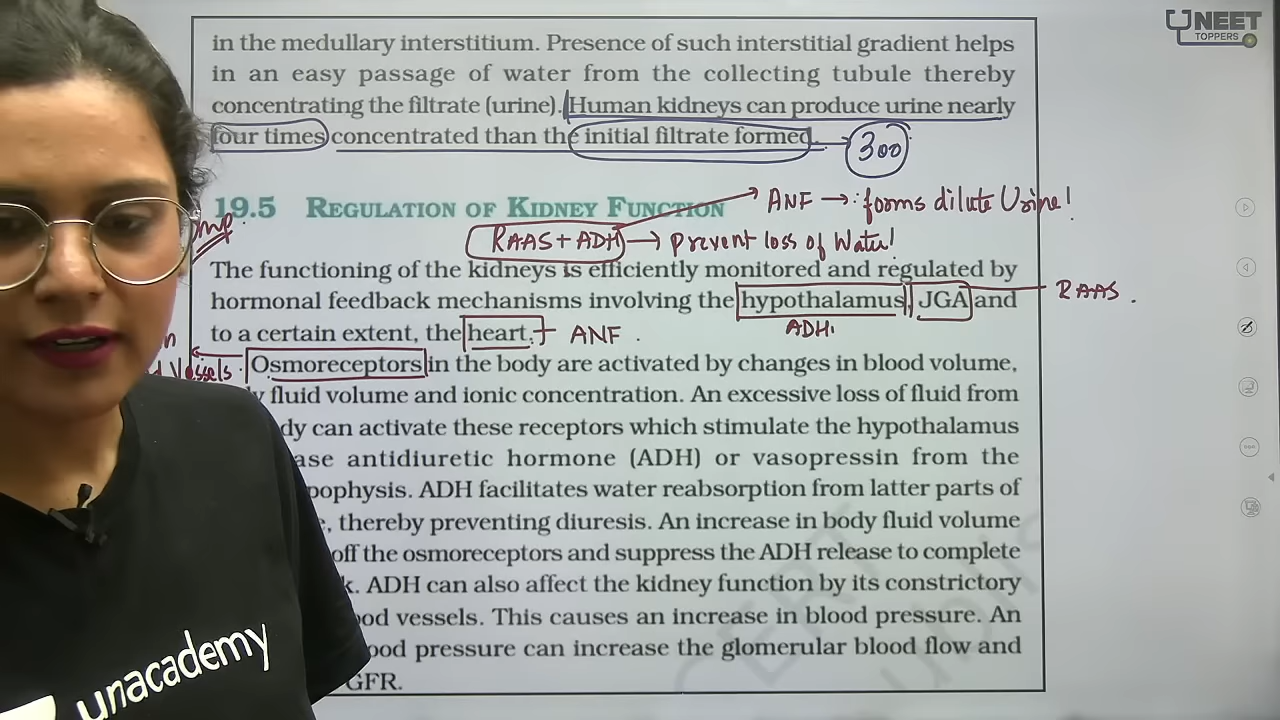 in the medullary interstitium. Presence of such interstitial gradient helps
in an easy passage of water from the collecting tubule thereby
concentrating the filtrate (urine). Human kidneys can produce urine nearly
four times concentrated than the initial filtrate formed.
300
19.5 REGULATION OF KIDNEY FUNCTION
ANF → forms dilute Urine!
Imp.
RAAS + ADH → prevent loss of Water!
The functioning of the kidneys is efficiently monitored and regulated by
hormonal feedback mechanisms involving the hypothalamus, JGA and
RAAS.
ADH
to a certain extent, the heart.
ANF.
Vessels.
Osmoreceptors in the body are activated by changes in blood volume,
fluid volume and ionic concentration. An excessive loss of fluid from
dy can activate these receptors which stimulate the hypothalamus
ase antidiuretic hormone (ADH) or vasopressin from the
pophysis. ADH facilitates water reabsorption from latter parts of
, thereby preventing diuresis. An increase in body fluid volume
off the osmoreceptors and suppress the ADH release to complete
k. ADH can also affect the kidney function by its constrictory
ood vessels. This causes an increase in blood pressure. An
ood pressure can increase the glomerular blood flow and
GFR.
NEET
TOPPERS
unacademy